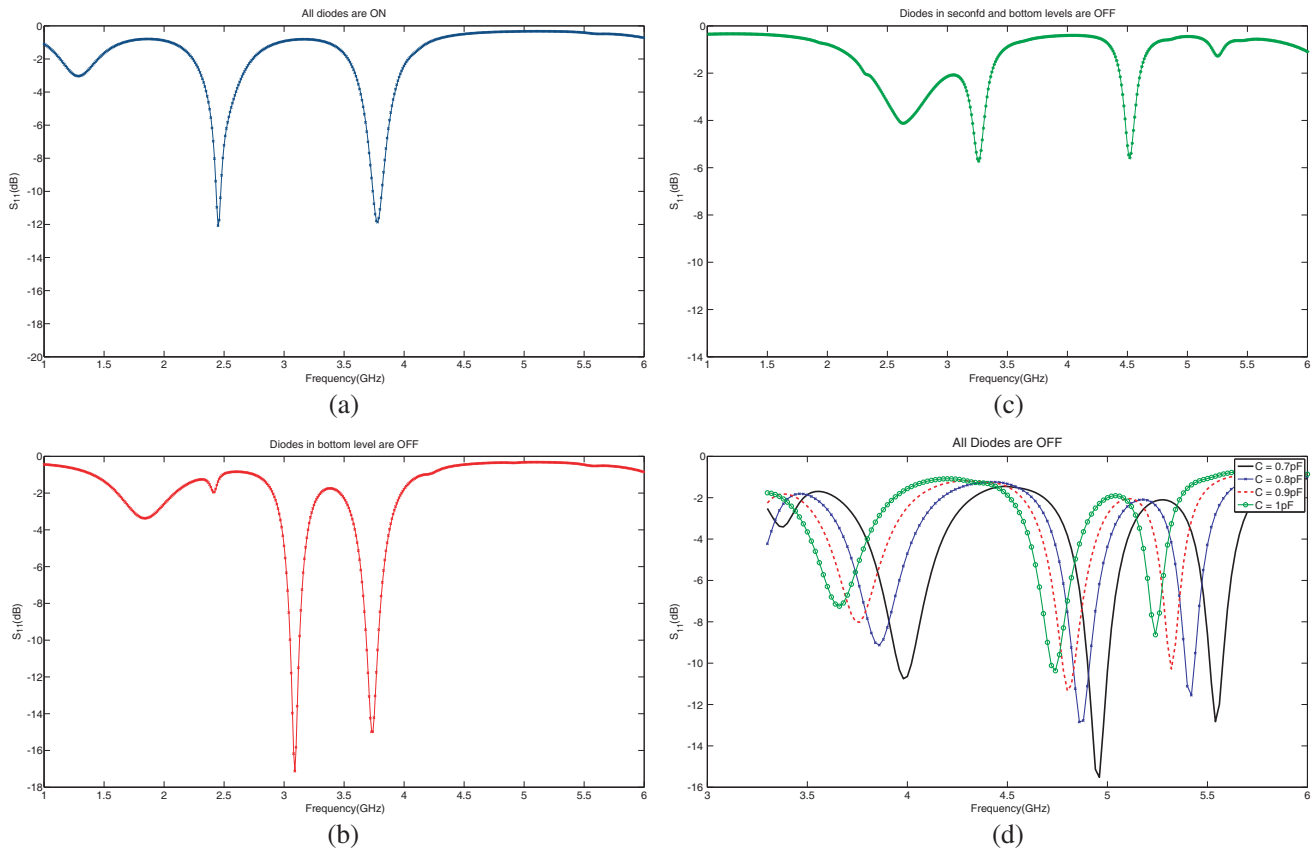 All diodes are ON
0
-2
-4
-6
-8
-10
-12
-14
-16
-18
-20
S11(dB)
1 1.5 2 2.5 3 3.5 4 4.5 5 5.5 6
Frequency(GHz)
(a)
Diodes in seconfd and bottom levels are OFF
0
-2
-4
-6
-8
-10
-12
-14
S11(dB)
1 1.5 2 2.5 3 3.5 4 4.5 5 5.5 6
Frequency(GHz)
(c)
Diodes in bottom level are OFF
0
-2
-4
-6
-8
-10
-12
-14
-16
-18
S11(dB)
1 1.5 2 2.5 3 3.5 4 4.5 5 5.5 6
Frequency(GHz)
(b)
All Diodes are OFF
C = 0.7pF
C = 0.8pF
C = 0.9pF
C = 1pF
0
-2
-4
-6
-8
-10
-12
-14
-16
S11(dB)
3 3.5 4 4.5 5 5.5 6
Frequency(GHz)
(d)